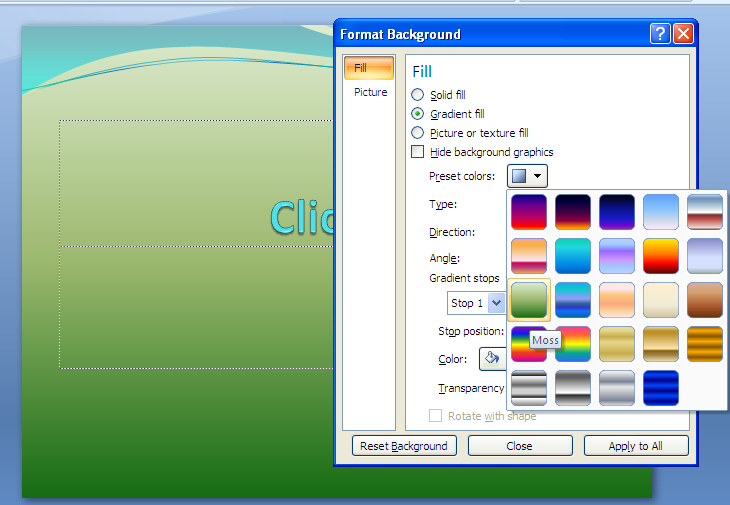 Format Background
Fill
Picture
Fill
Solid fill
Gradient fill
Picture or texture fill
Hide background graphics
Preset colors:
Type:
Direction:
Angle:
Gradient stops
Stop 1
Stop position:
Moss
Color:
Transparency
Rotate with shape
Clic
Reset Background
Close
Apply to All